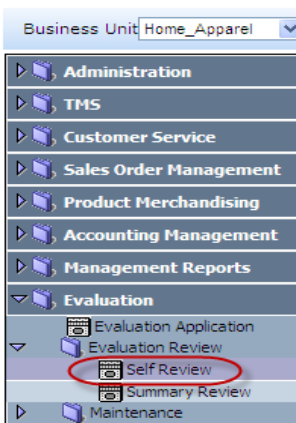 Business Unit Home_Apparel
Administration
TMS
Customer Service
Sales Order Management
Product Merchandising
Accounting Management
Management Reports
Evaluation
Evaluation Application
Evaluation Review
Self Review
Summary Review
Maintenance